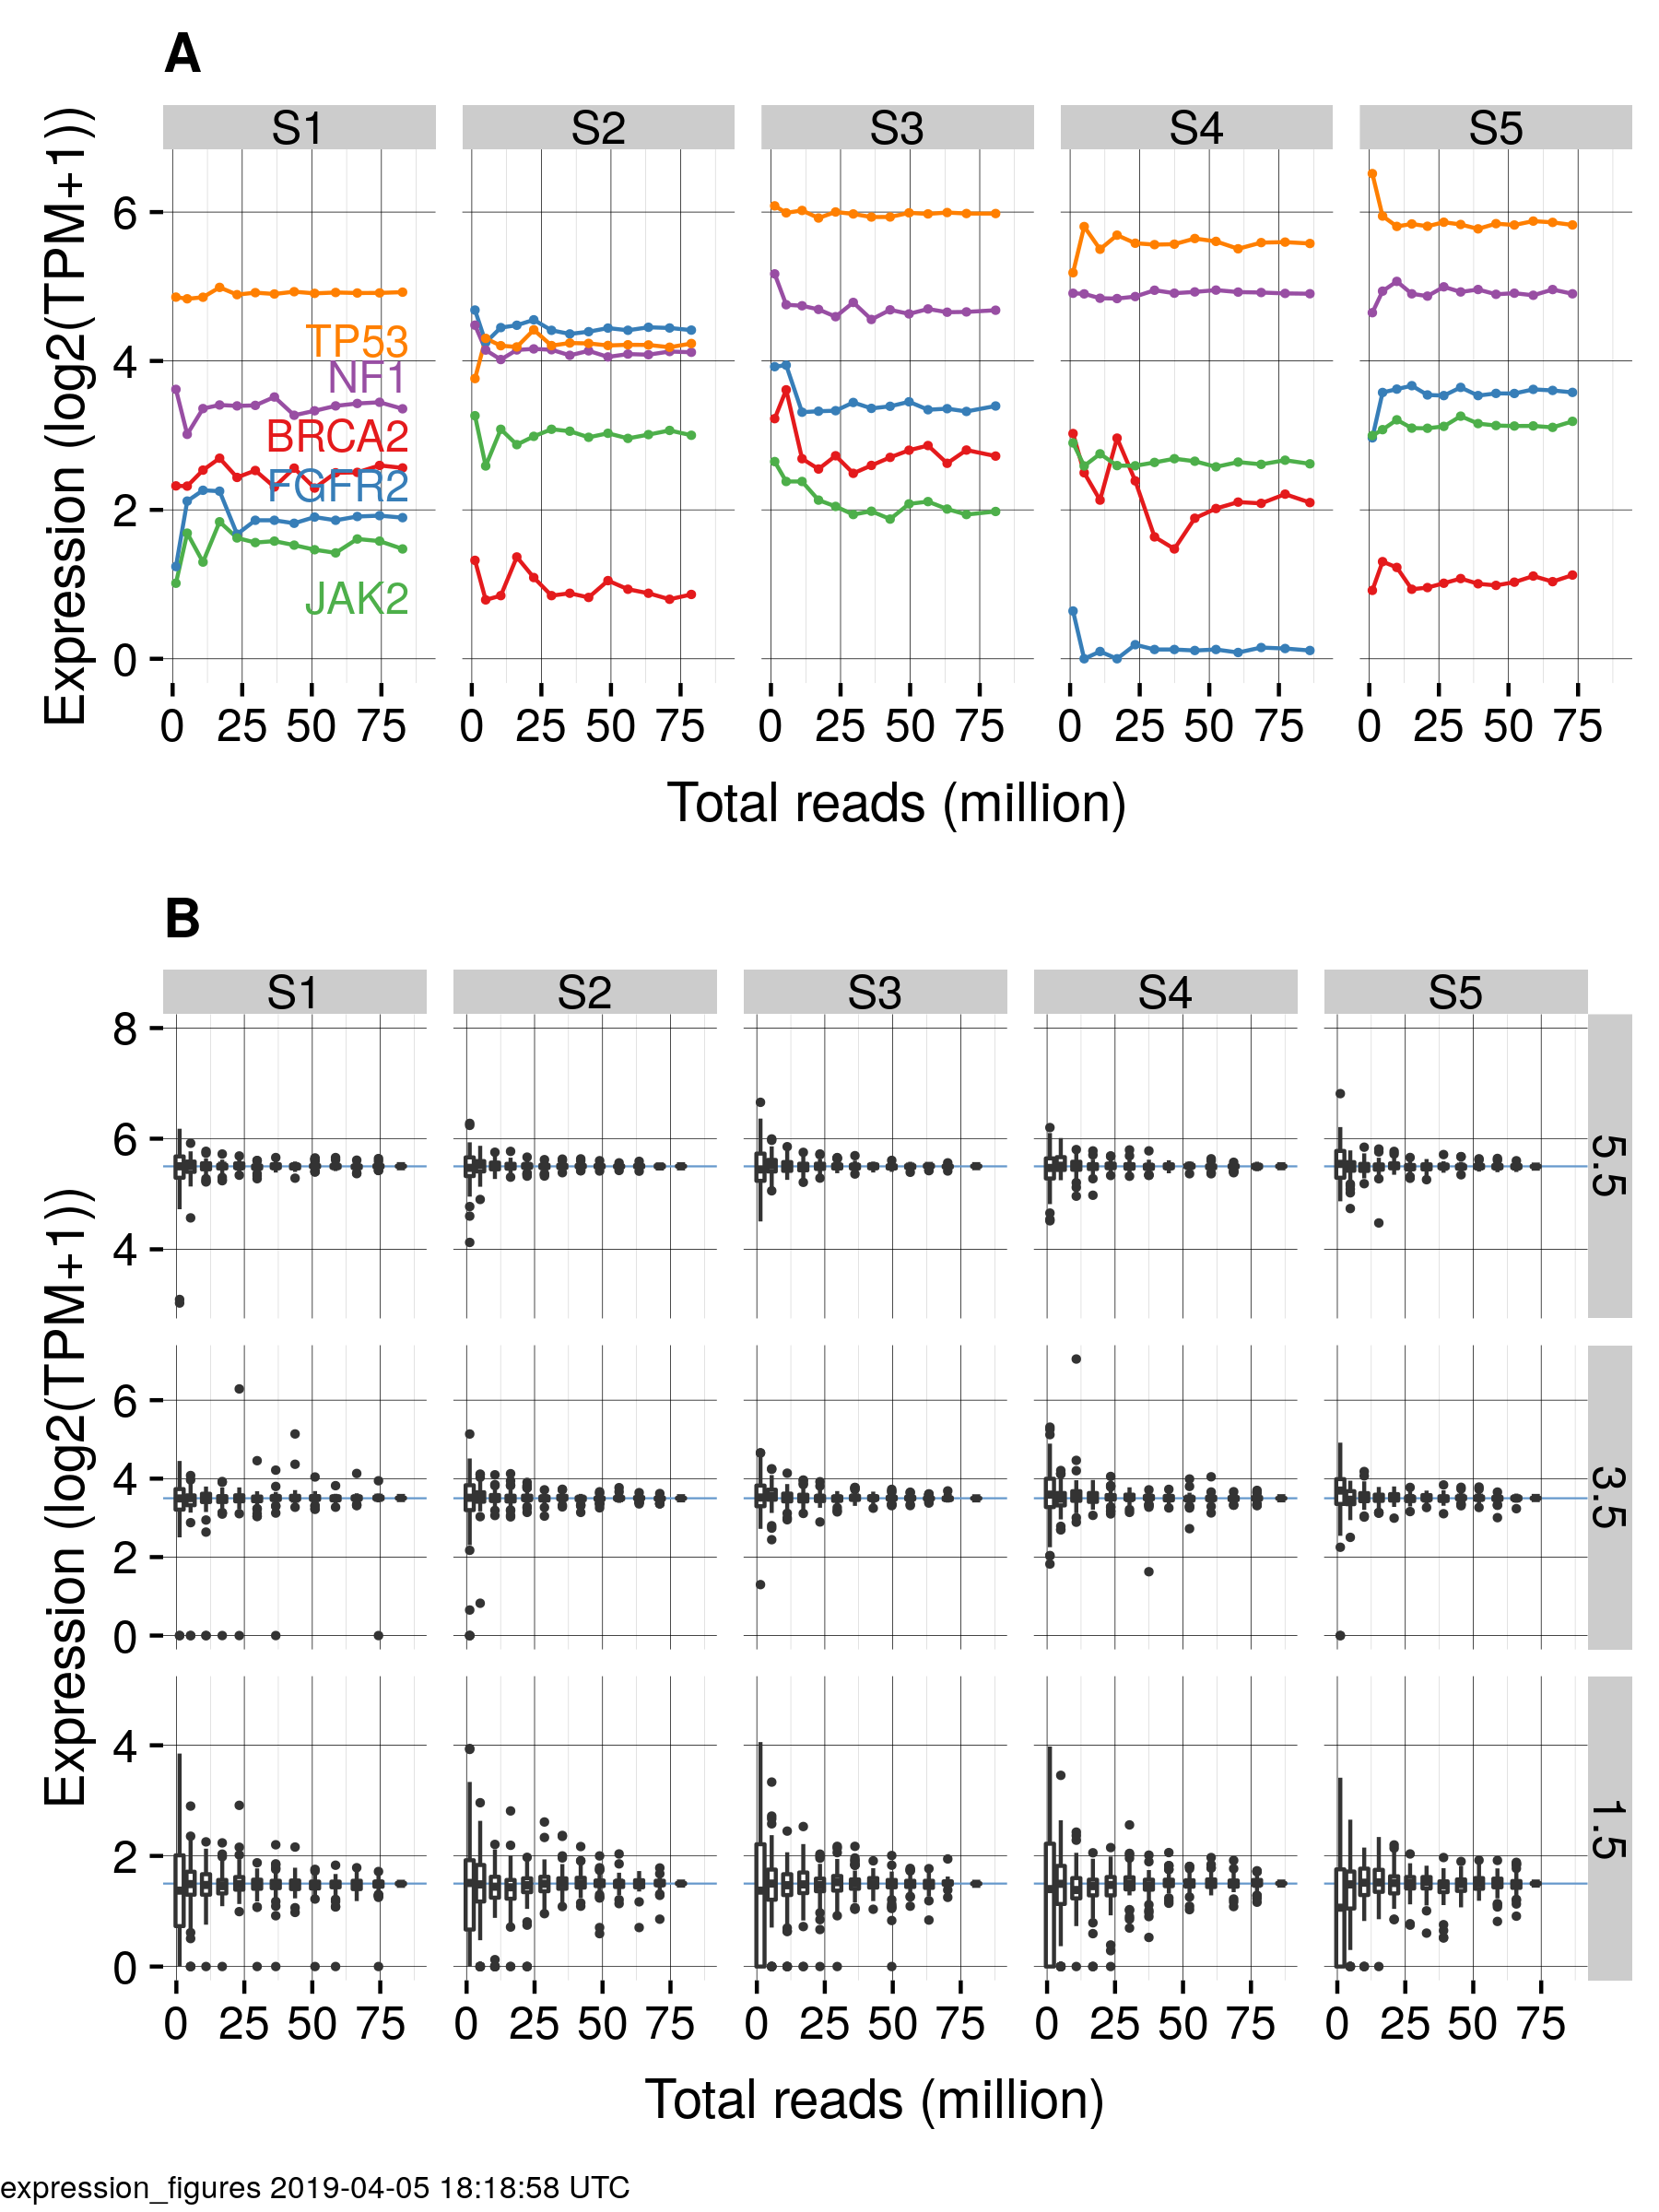 A
S1 S2 S3 S4 S5
Expression (log2(TPM+1))
6
4
2
0
TP53
NF1
BRCA2
FGFR2
JAK2
0 25 50 75 0 25 50 75 0 25 50 75 0 25 50 75 0 25 50 75
Total reads (million)
B
S1 S2 S3 S4 S5
Expression (log2(TPM+1))
8
6
4
5.5
6
4
2
0
3.5
4
2
0
1.5
0 25 50 75 0 25 50 75 0 25 50 75 0 25 50 75 0 25 50 75
Total reads (million)
expression_figures 2019-04-05 18:18:58 UTC